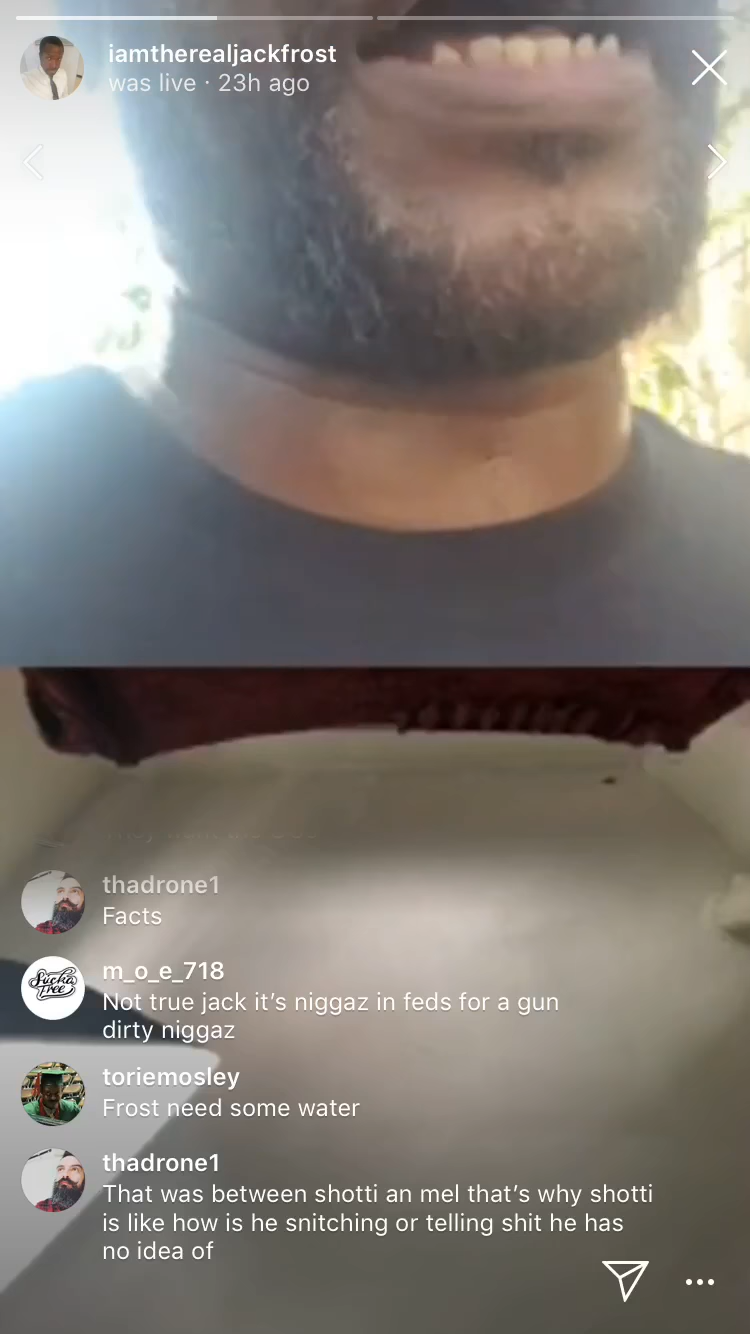 iamtherealjackfrost
was live · 23h ago
thadrone1
Facts
Sucka
Free
m_o_e_718
Not true jack it’s niggaz in feds for a gun
dirty niggaz
toriemosley
Frost need some water
thadrone1
That was between shotti an mel that’s why shotti
is like how is he snitching or telling shit he has
no idea of